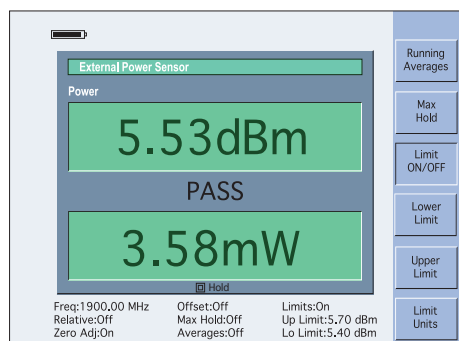 External Power Sensor
Power
5.53dBm
PASS
3.58mW
Hold
Freq:1900.00 MHz
Relative:Off
Zero Adj:On
Offset:Off
Max Hold:Off
Averages:Off
Limits:On
Up Limit:5.70 dBm
Lo Limit:5.40 dBm
Running
Averages
Max
Hold
Limit
ON/OFF
Lower
Limit
Upper
Limit
Limit
Units